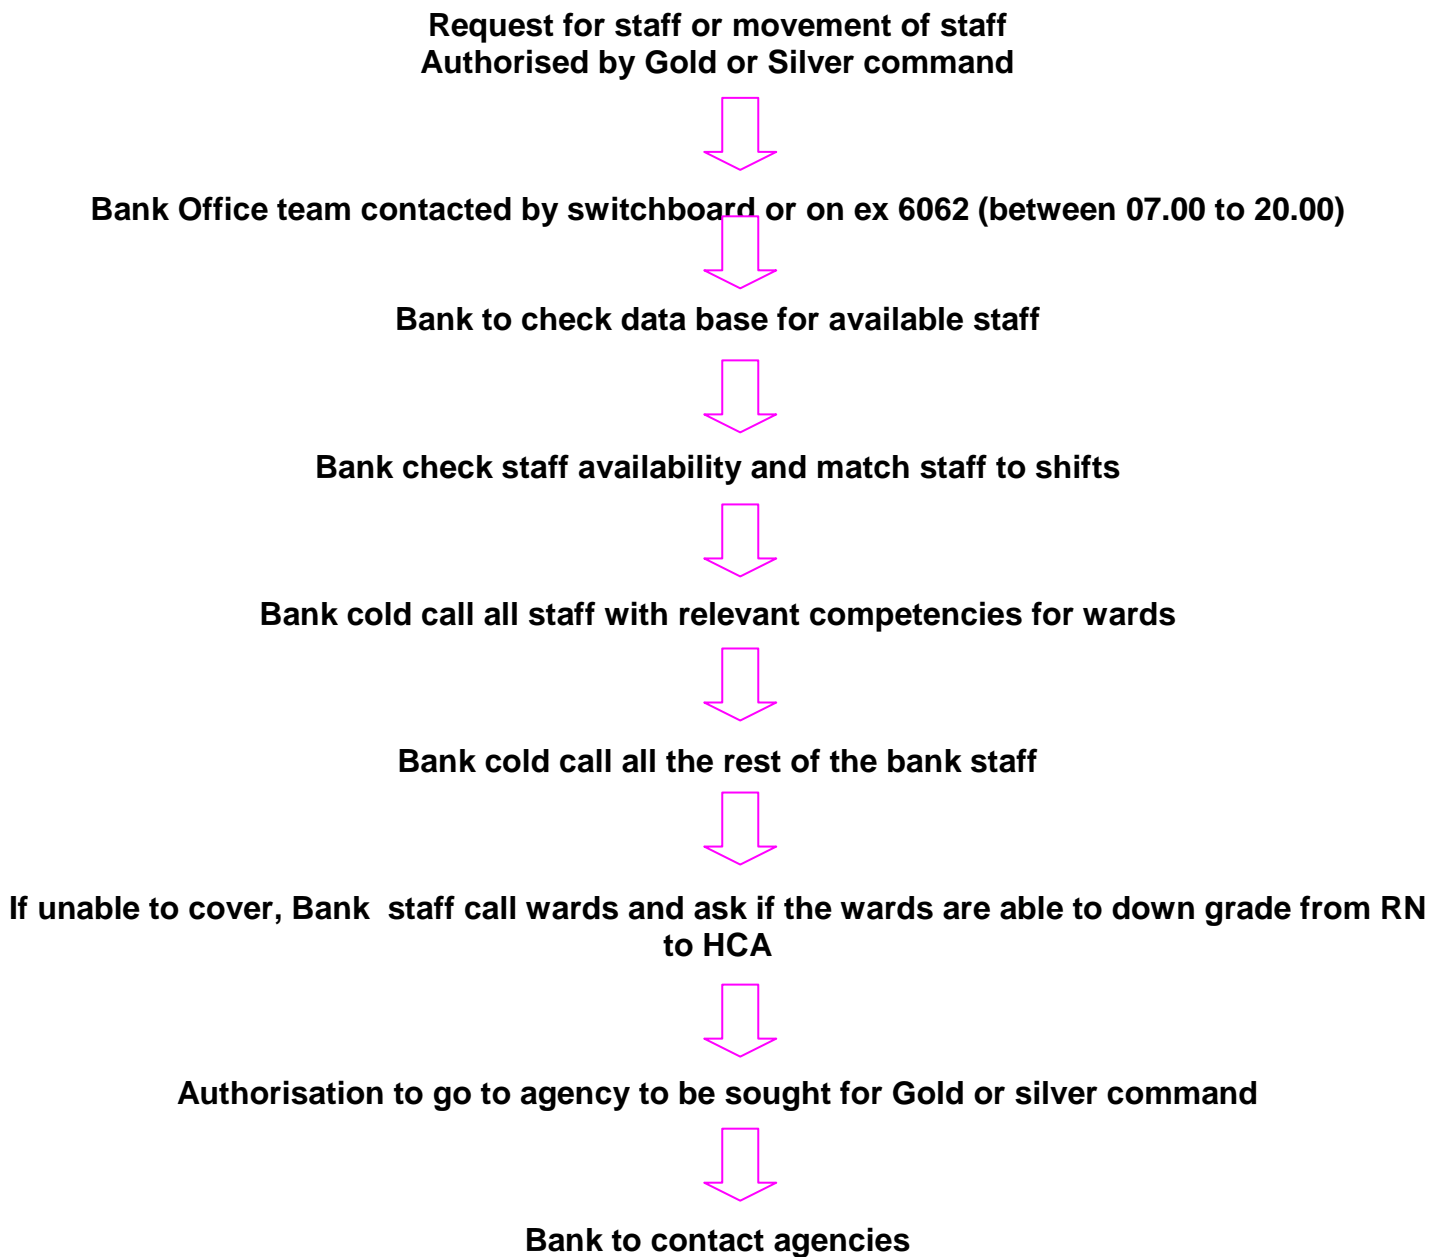 Request for staff or movement of staff
Authorised by Gold or Silver command
Bank Office team contacted by switchboard or on ex 6062 (between 07.00 to 20.00)
Bank to check data base for available staff
Bank check staff availability and match staff to shifts
Bank cold call all staff with relevant competencies for wards
Bank cold call all the rest of the bank staff
If unable to cover, Bank  staff call wards and ask if the wards are able to down grade from RN
to HCA
Authorisation to go to agency to be sought for Gold or silver command
Bank to contact agencies